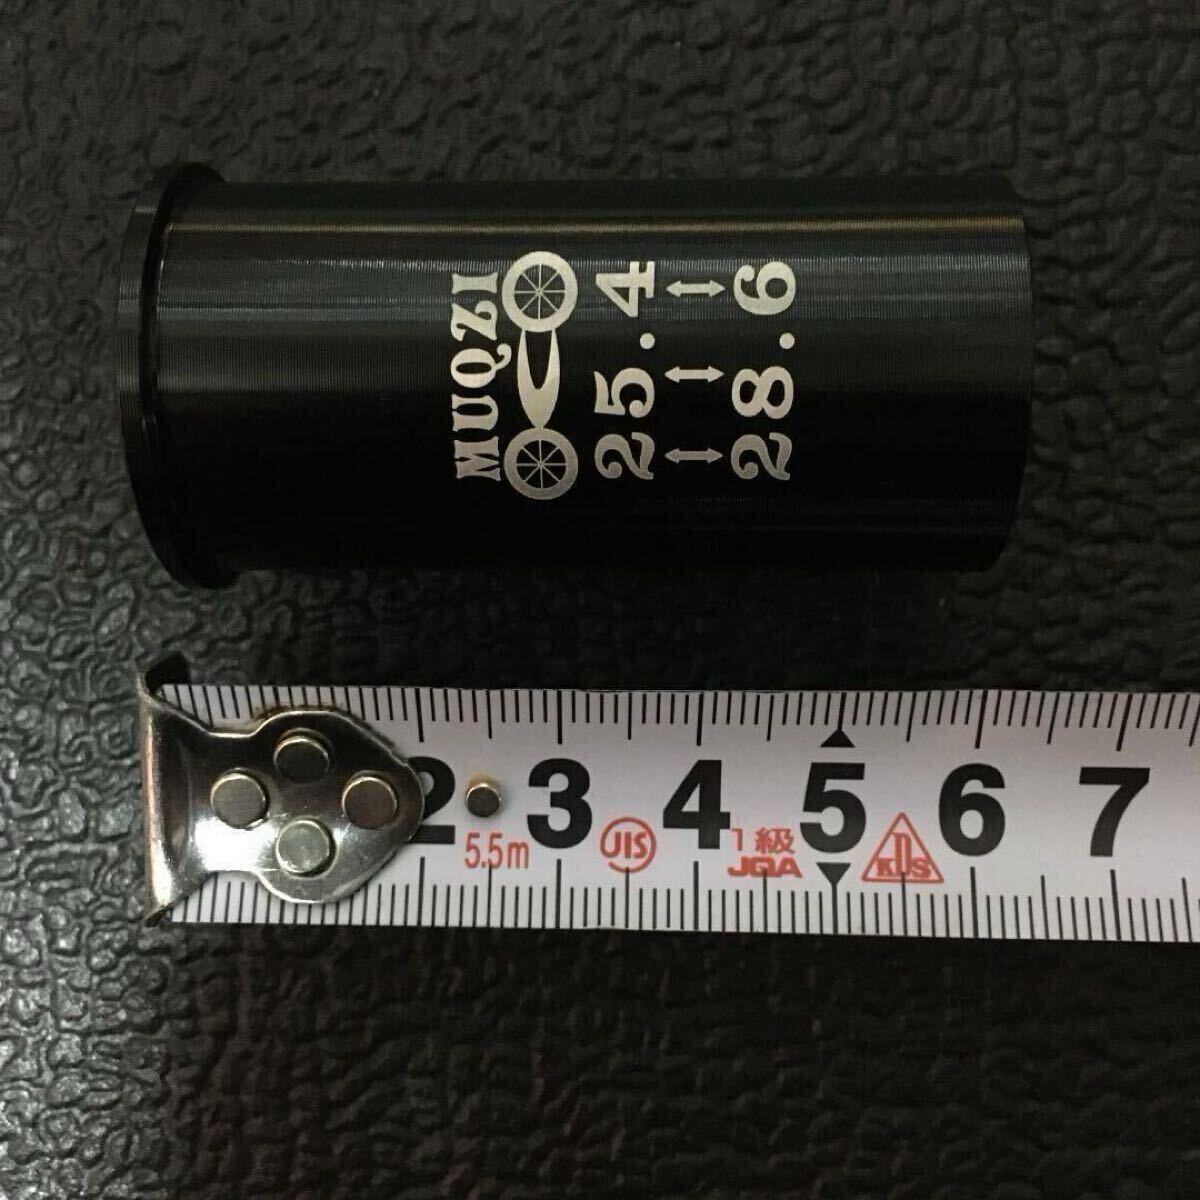 MUQZI
25.4
↔↔↔
28.6
2 3 4 5 6 7
5.5m JIS 1級 KDS
JQA